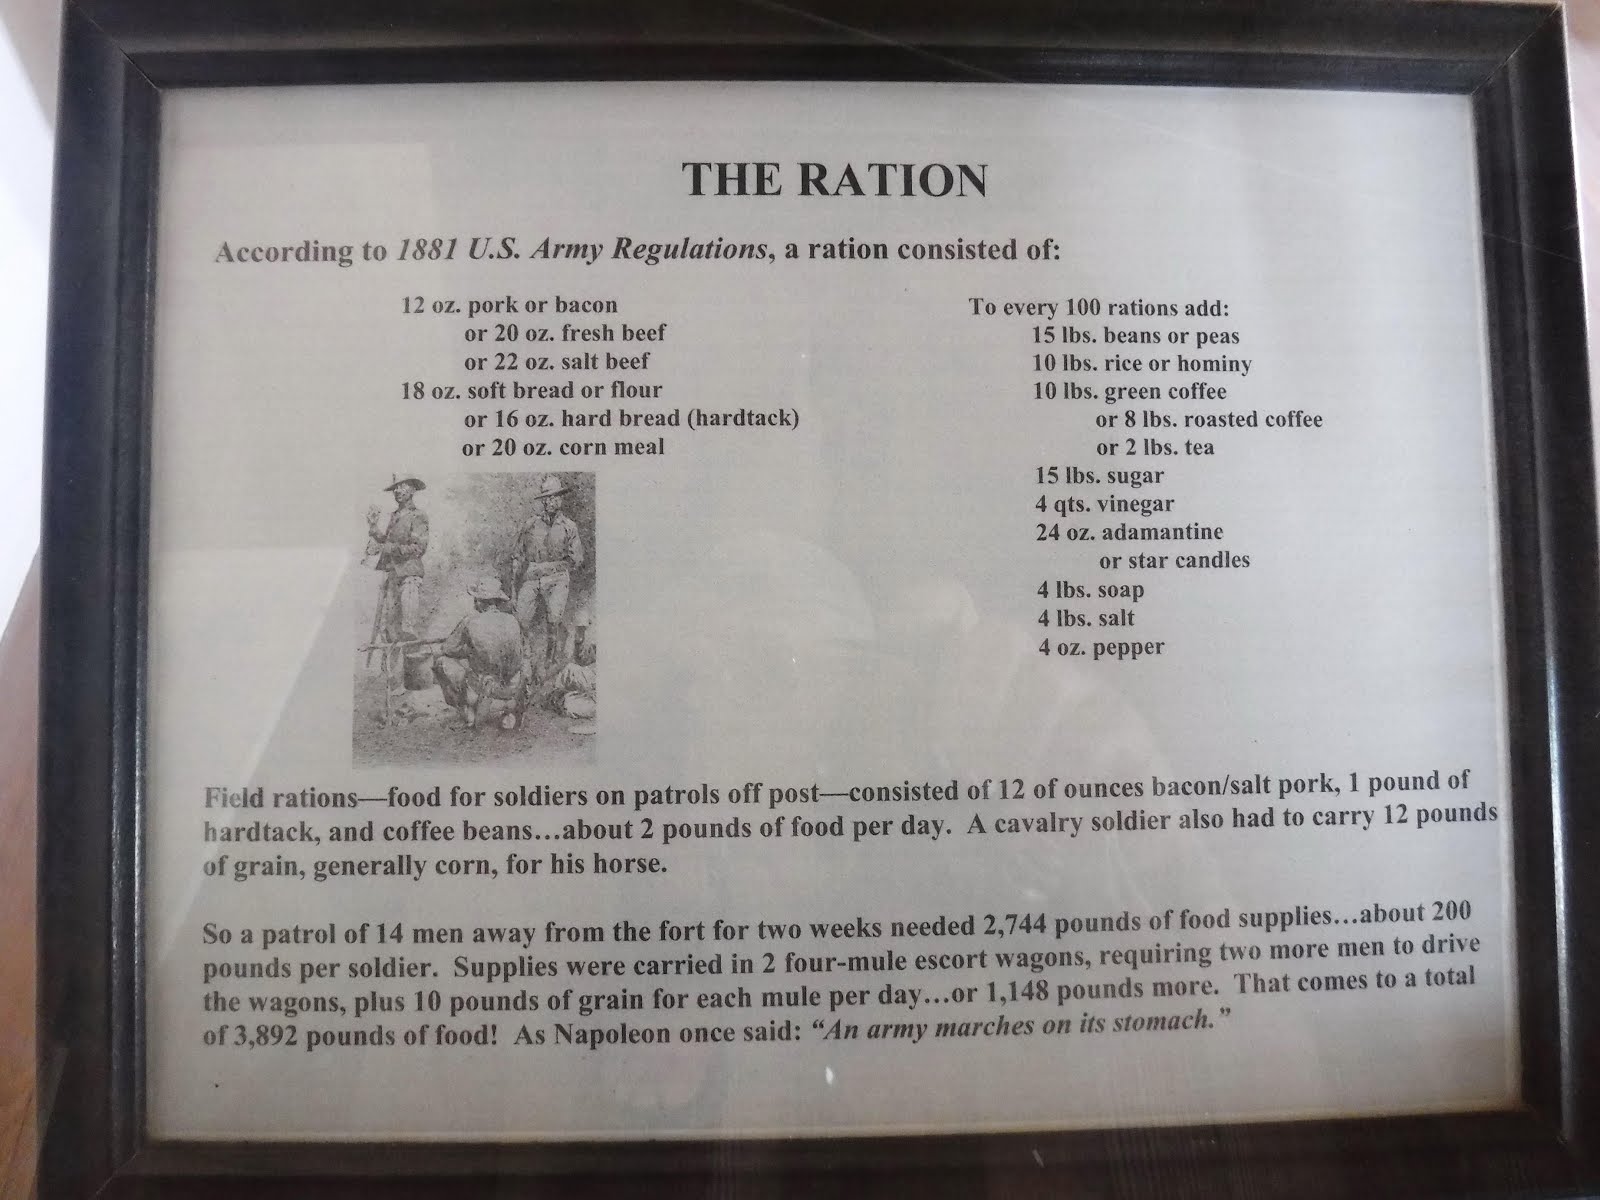 THE RATION
According to 1881 U.S. Army Regulations, a ration consisted of:
12 oz. pork or bacon
or 20 oz. fresh beef
or 22 oz. salt beef
18 oz. soft bread or flour
or 16 oz. hard bread (hardtack)
or 20 oz. corn meal
To every 100 rations add:
15 lbs. beans or peas
10 lbs. rice or hominy
10 lbs. green coffee
or 8 lbs. roasted coffee
or 2 lbs. tea
15 lbs. sugar
4 qts. vinegar
24 oz. adamantine
or star candles
4 lbs. soap
4 lbs. salt
4 oz. pepper
Field rations—food for soldiers on patrols off post—consisted of 12 of ounces bacon/salt pork, 1 pound of
hardtack, and coffee beans…about 2 pounds of food per day.  A cavalry soldier also had to carry 12 pounds
of grain, generally corn, for his horse.
So a patrol of 14 men away from the fort for two weeks needed 2,744 pounds of food supplies…about 200
pounds per soldier.  Supplies were carried in 2 four-mule escort wagons, requiring two more men to drive
the wagons, plus 10 pounds of grain for each mule per day…or 1,148 pounds more.  That comes to a total
of 3,892 pounds of food!  As Napoleon once said: “An army marches on its stomach.”